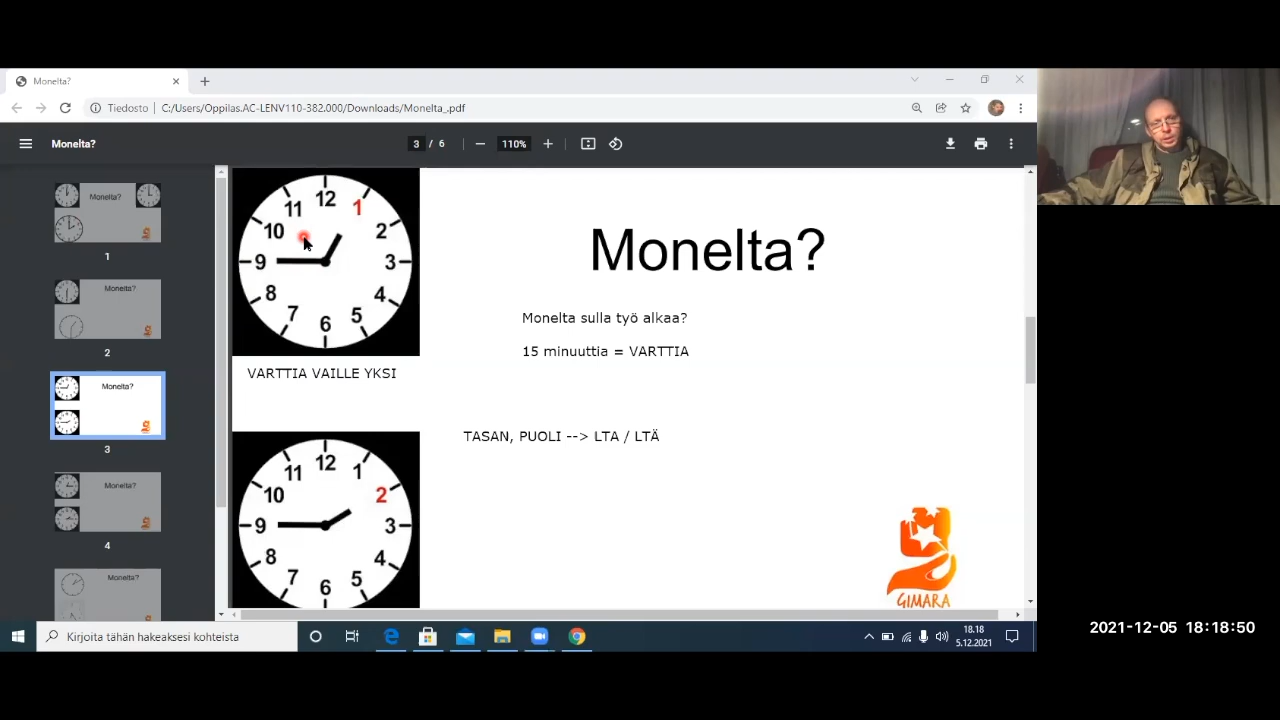 Monelta?
Tiedosto
C:/Users/Oppilas.AC-LENV110-382.000/Downloads/Monelta_.pdf
Monelta?
3 / 6
110%
Monelta?
1
Monelta?
2
Monelta?
3
Monelta?
4
Monelta?
12
1
2
3
4
5
6
7
8
9
10
11
VARTTIA VAILLE YKSI
12
1
2
3
4
5
6
7
8
9
10
11
Monelta?
Monelta sulla työ alkaa?
15 minuuttia = VARTTIA
TASAN, PUOLI --> LTA / LTÄ
GIMARA
Kirjoita tähän hakeaksesi kohteista
18.18
5.12.2021
2021-12-05 18:18:50